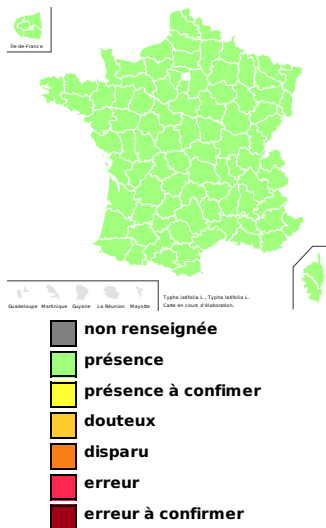 Île-de-France
Guadeloupe Martinique Guyane La Réunion Mayotte
Typha latifolia L., Typha latifolia L.
Carte en cours d'élaboration.
non renseignée
présence
présence à confimer
douteux
disparu
erreur
erreur à confirmer